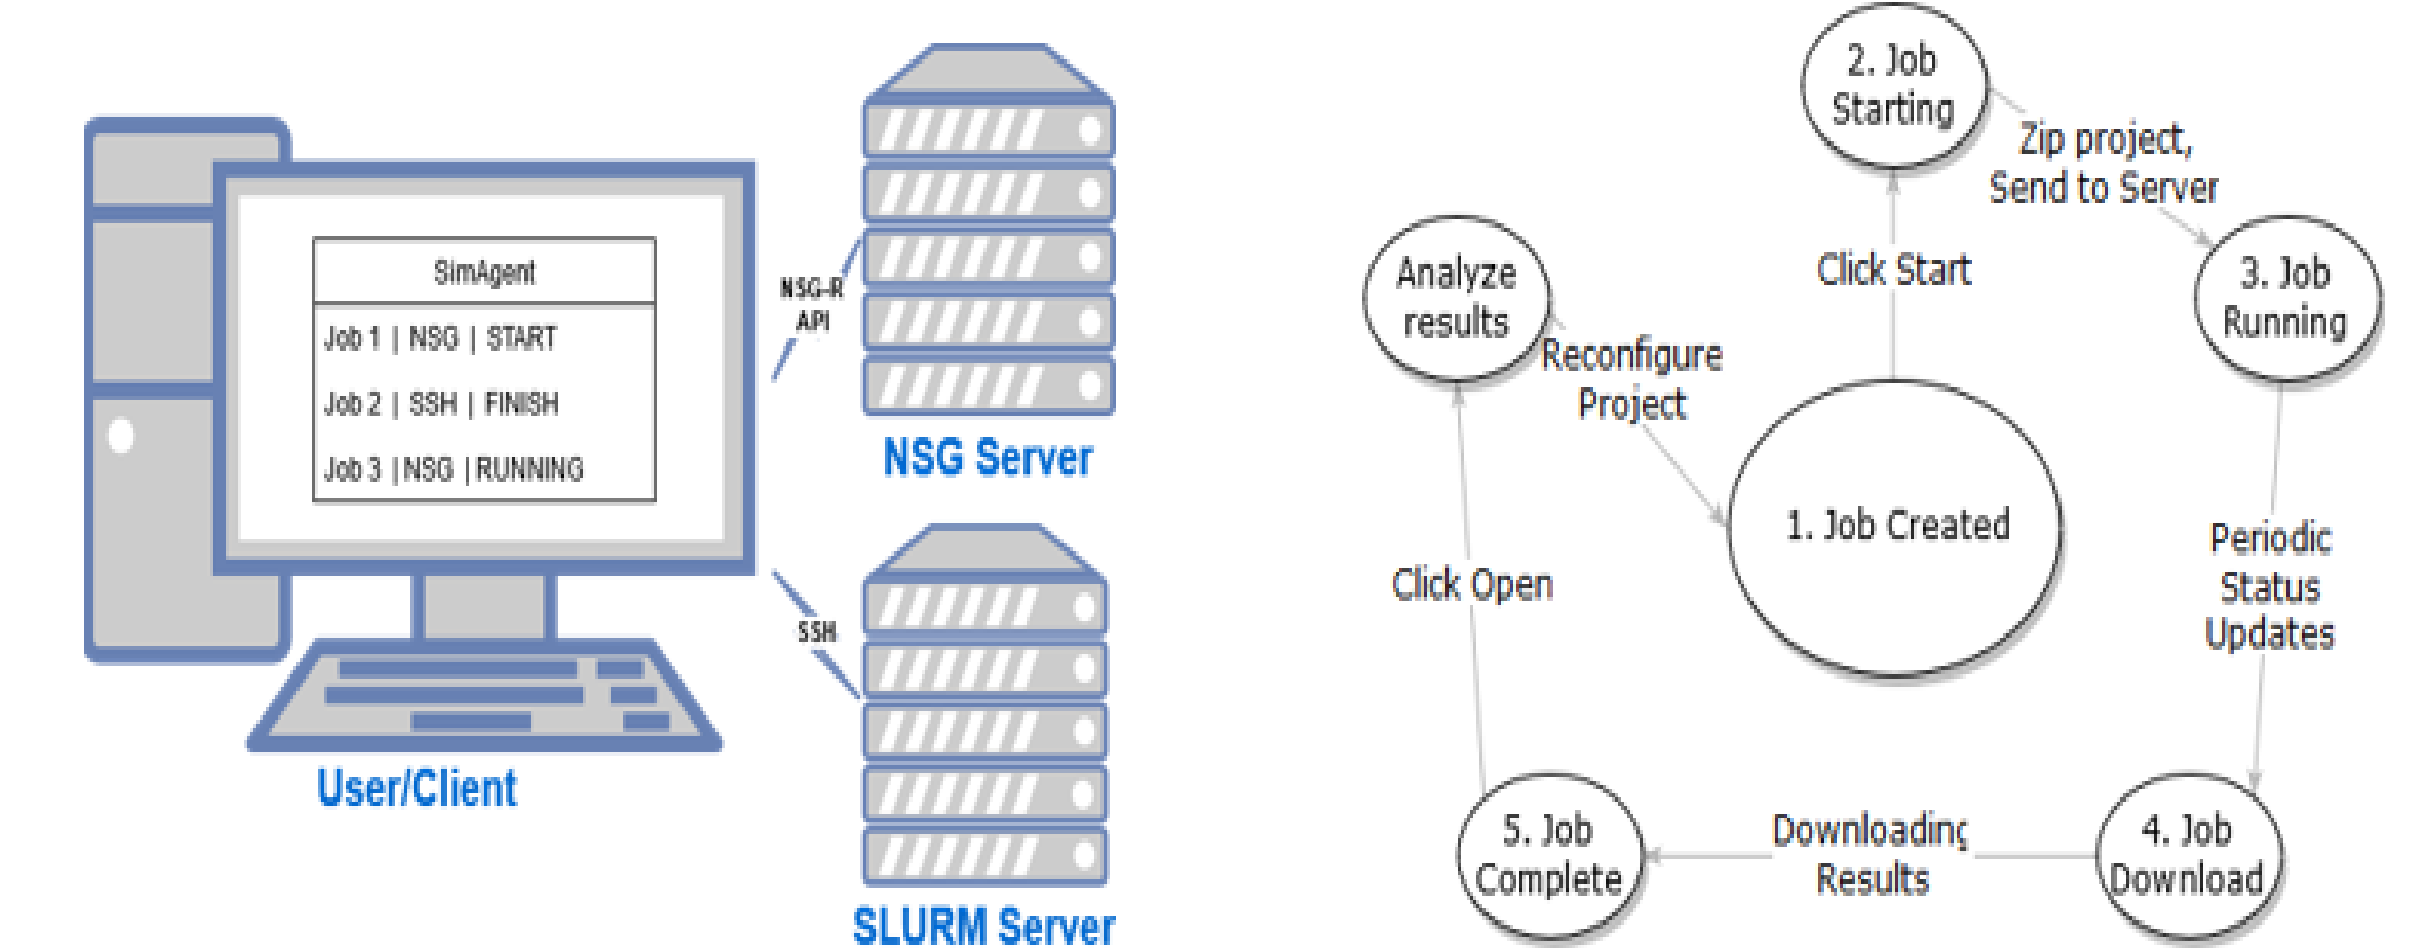 SimAgent
Job 1 | NSG | START
Job 2 | SSH | FINISH
Job 3 | NSG | RUNNING
User/Client
NSG-R
API
NSG Server
SSH
SLURM Server
1. Job Created
Click Start
2. Job
Starting
Zip project,
Send to Server
3. Job
Running
Periodic
Status
Updates
4. Job
Download
Downloading
Results
5. Job
Complete
Click Open
Analyze
results
Reconfigure
Project